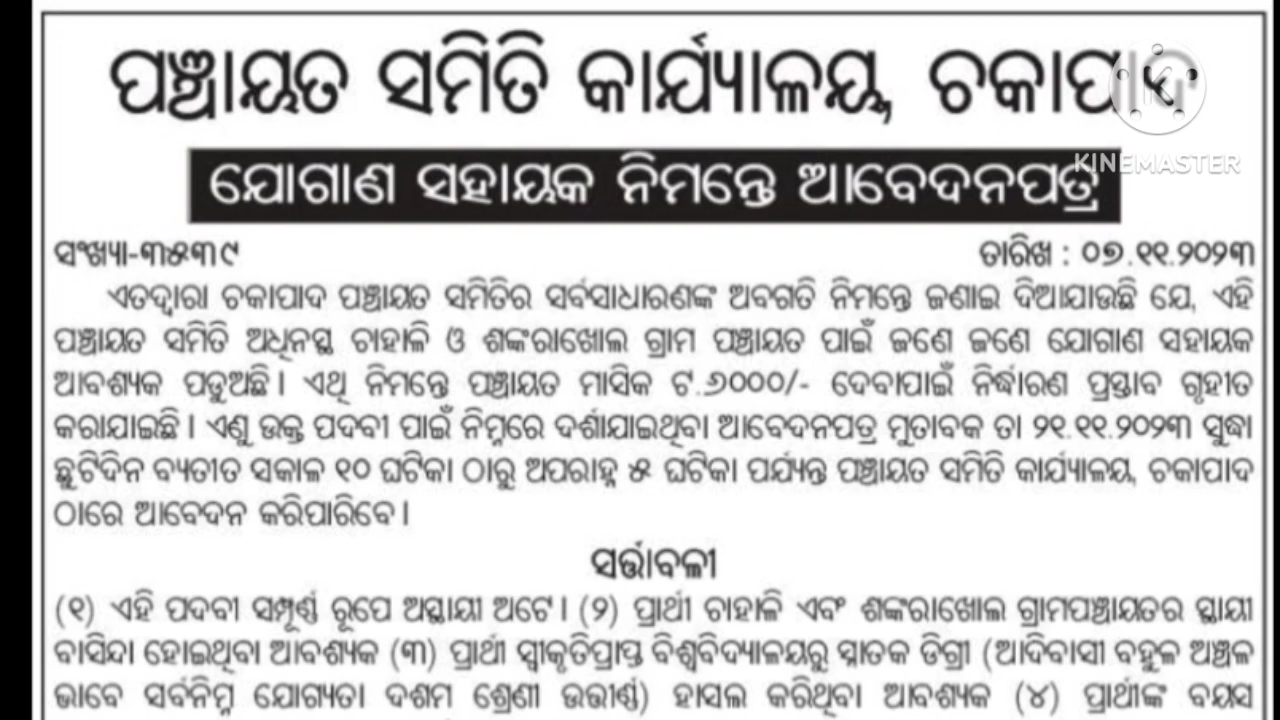 ପଞ୍ଚାୟତ ସମିତି କାର୍ଯ୍ୟାଳୟ, ଚକାପାଦ
KINEMASTER
ଯୋଗାଣ ସହାୟକ ନିମନ୍ତେ ଆବେଦନପତ୍ର
ସଂଖ୍ୟା-୩୫୩୯ ତାରିଖ : ୦୭.୧୧.୨୦୨୩
ଏତଦ୍ୱାରା ଚକାପାଦ ପଞ୍ଚାୟତ ସମିତିର ସର୍ବସାଧାରଣଙ୍କ ଅବଗତି ନିମନ୍ତେ ଜଣାଇ ଦିଆଯାଉଛି ଯେ, ଏହି
ପଞ୍ଚାୟତ ସମିତି ଅଧିନସ୍ଥ ଚାହାଳି ଓ ଶଙ୍କରାଖୋଲ ଗ୍ରାମ ପଞ୍ଚାୟତ ପାଇଁ ଜଣେ ଜଣେ ଯୋଗାଣ ସହାୟକ
ଆବଶ୍ୟକ ପଡୁଅଛି। ଏଥି ନିମନ୍ତେ ପଞ୍ଚାୟତ ମାସିକ ଟ.୬୦୦୦/- ଦେବାପାଇଁ ନିର୍ଦ୍ଧାରଣ ପ୍ରସ୍ତାବ ଗୃହୀତ
କରାଯାଇଛି। ଏଣୁ ଉକ୍ତ ପଦବୀ ପାଇଁ ନିମ୍ନରେ ଦର୍ଶାଯାଇଥିବା ଆବେଦନପତ୍ର ମୁତାବକ ତା ୨୧.୧୧.୨୦୨୩ ସୁଦ୍ଧା
ଛୁଟିଦିନ ବ୍ୟତୀତ ସକାଳ ୧୦ ଘଟିକା ଠାରୁ ଅପରାହ୍ନ ୫ ଘଟିକା ପର୍ଯ୍ୟନ୍ତ ପଞ୍ଚାୟତ ସମିତି କାର୍ଯ୍ୟାଳୟ, ଚକାପାଦ
ଠାରେ ଆବେଦନ କରିପାରିବେ।
ସର୍ତ୍ତାବଳୀ
(୧) ଏହି ପଦବୀ ସମ୍ପୂର୍ଣ୍ଣ ରୂପେ ଅସ୍ଥାୟୀ ଅଟେ। (୨) ପ୍ରାର୍ଥୀ ଚାହାଳି ଏବଂ ଶଙ୍କରାଖୋଲ ଗ୍ରାମପଞ୍ଚାୟତର ସ୍ଥାୟୀ
ବାସିନ୍ଦା ହୋଇଥିବା ଆବଶ୍ୟକ (୩) ପ୍ରାର୍ଥୀ ସ୍ୱୀକୃତିପ୍ରାପ୍ତ ବିଶ୍ୱବିଦ୍ୟାଳୟରୁ ସ୍ନାତକ ଡିଗ୍ରୀ (ଆଦିବାସୀ ବହୁଳ ଅଞ୍ଚଳ
ଭାବେ ସର୍ବନିମ୍ନ ଯୋଗ୍ୟତା ଦଶମ ଶ୍ରେଣୀ ଉତ୍ତୀର୍ଣ୍ଣ) ହାସଲ କରିଥିବା ଆବଶ୍ୟକ (୪) ପ୍ରାର୍ଥୀଙ୍କ ବୟସ